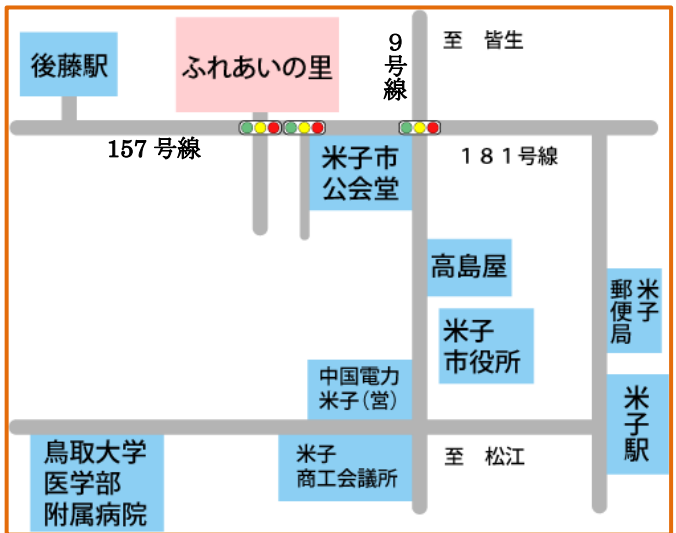 後藤駅
ふれあいの里
9号線
至　皆生
157号線
米子市
公会堂
１８１号線
高島屋
米子
郵便局
米子
市役所
中国電力
米子（営）
米子駅
鳥取大学
医学部
附属病院
米子
商工会議所
至　松江